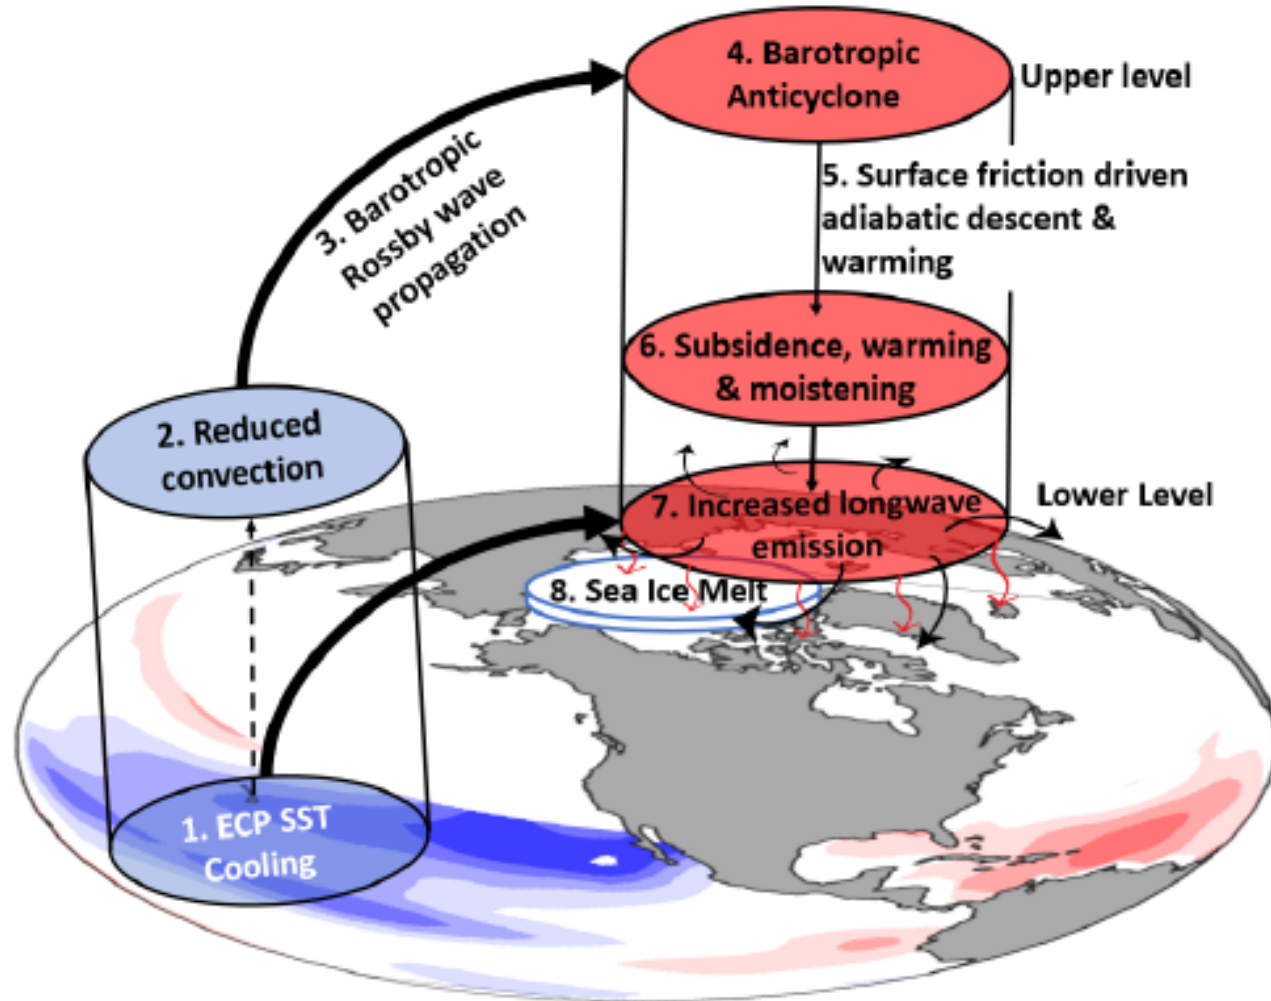 4. Barotropic
Anticyclone
Upper level
3. Barotropic
Rossby wave
propagation
5. Surface friction driven
adiabatic descent &
warming
6. Subsidence, warming
& moistening
2. Reduced
convection
7. Increased longwave
emission
Lower Level
8. Sea Ice Melt
1. ECP SST
Cooling